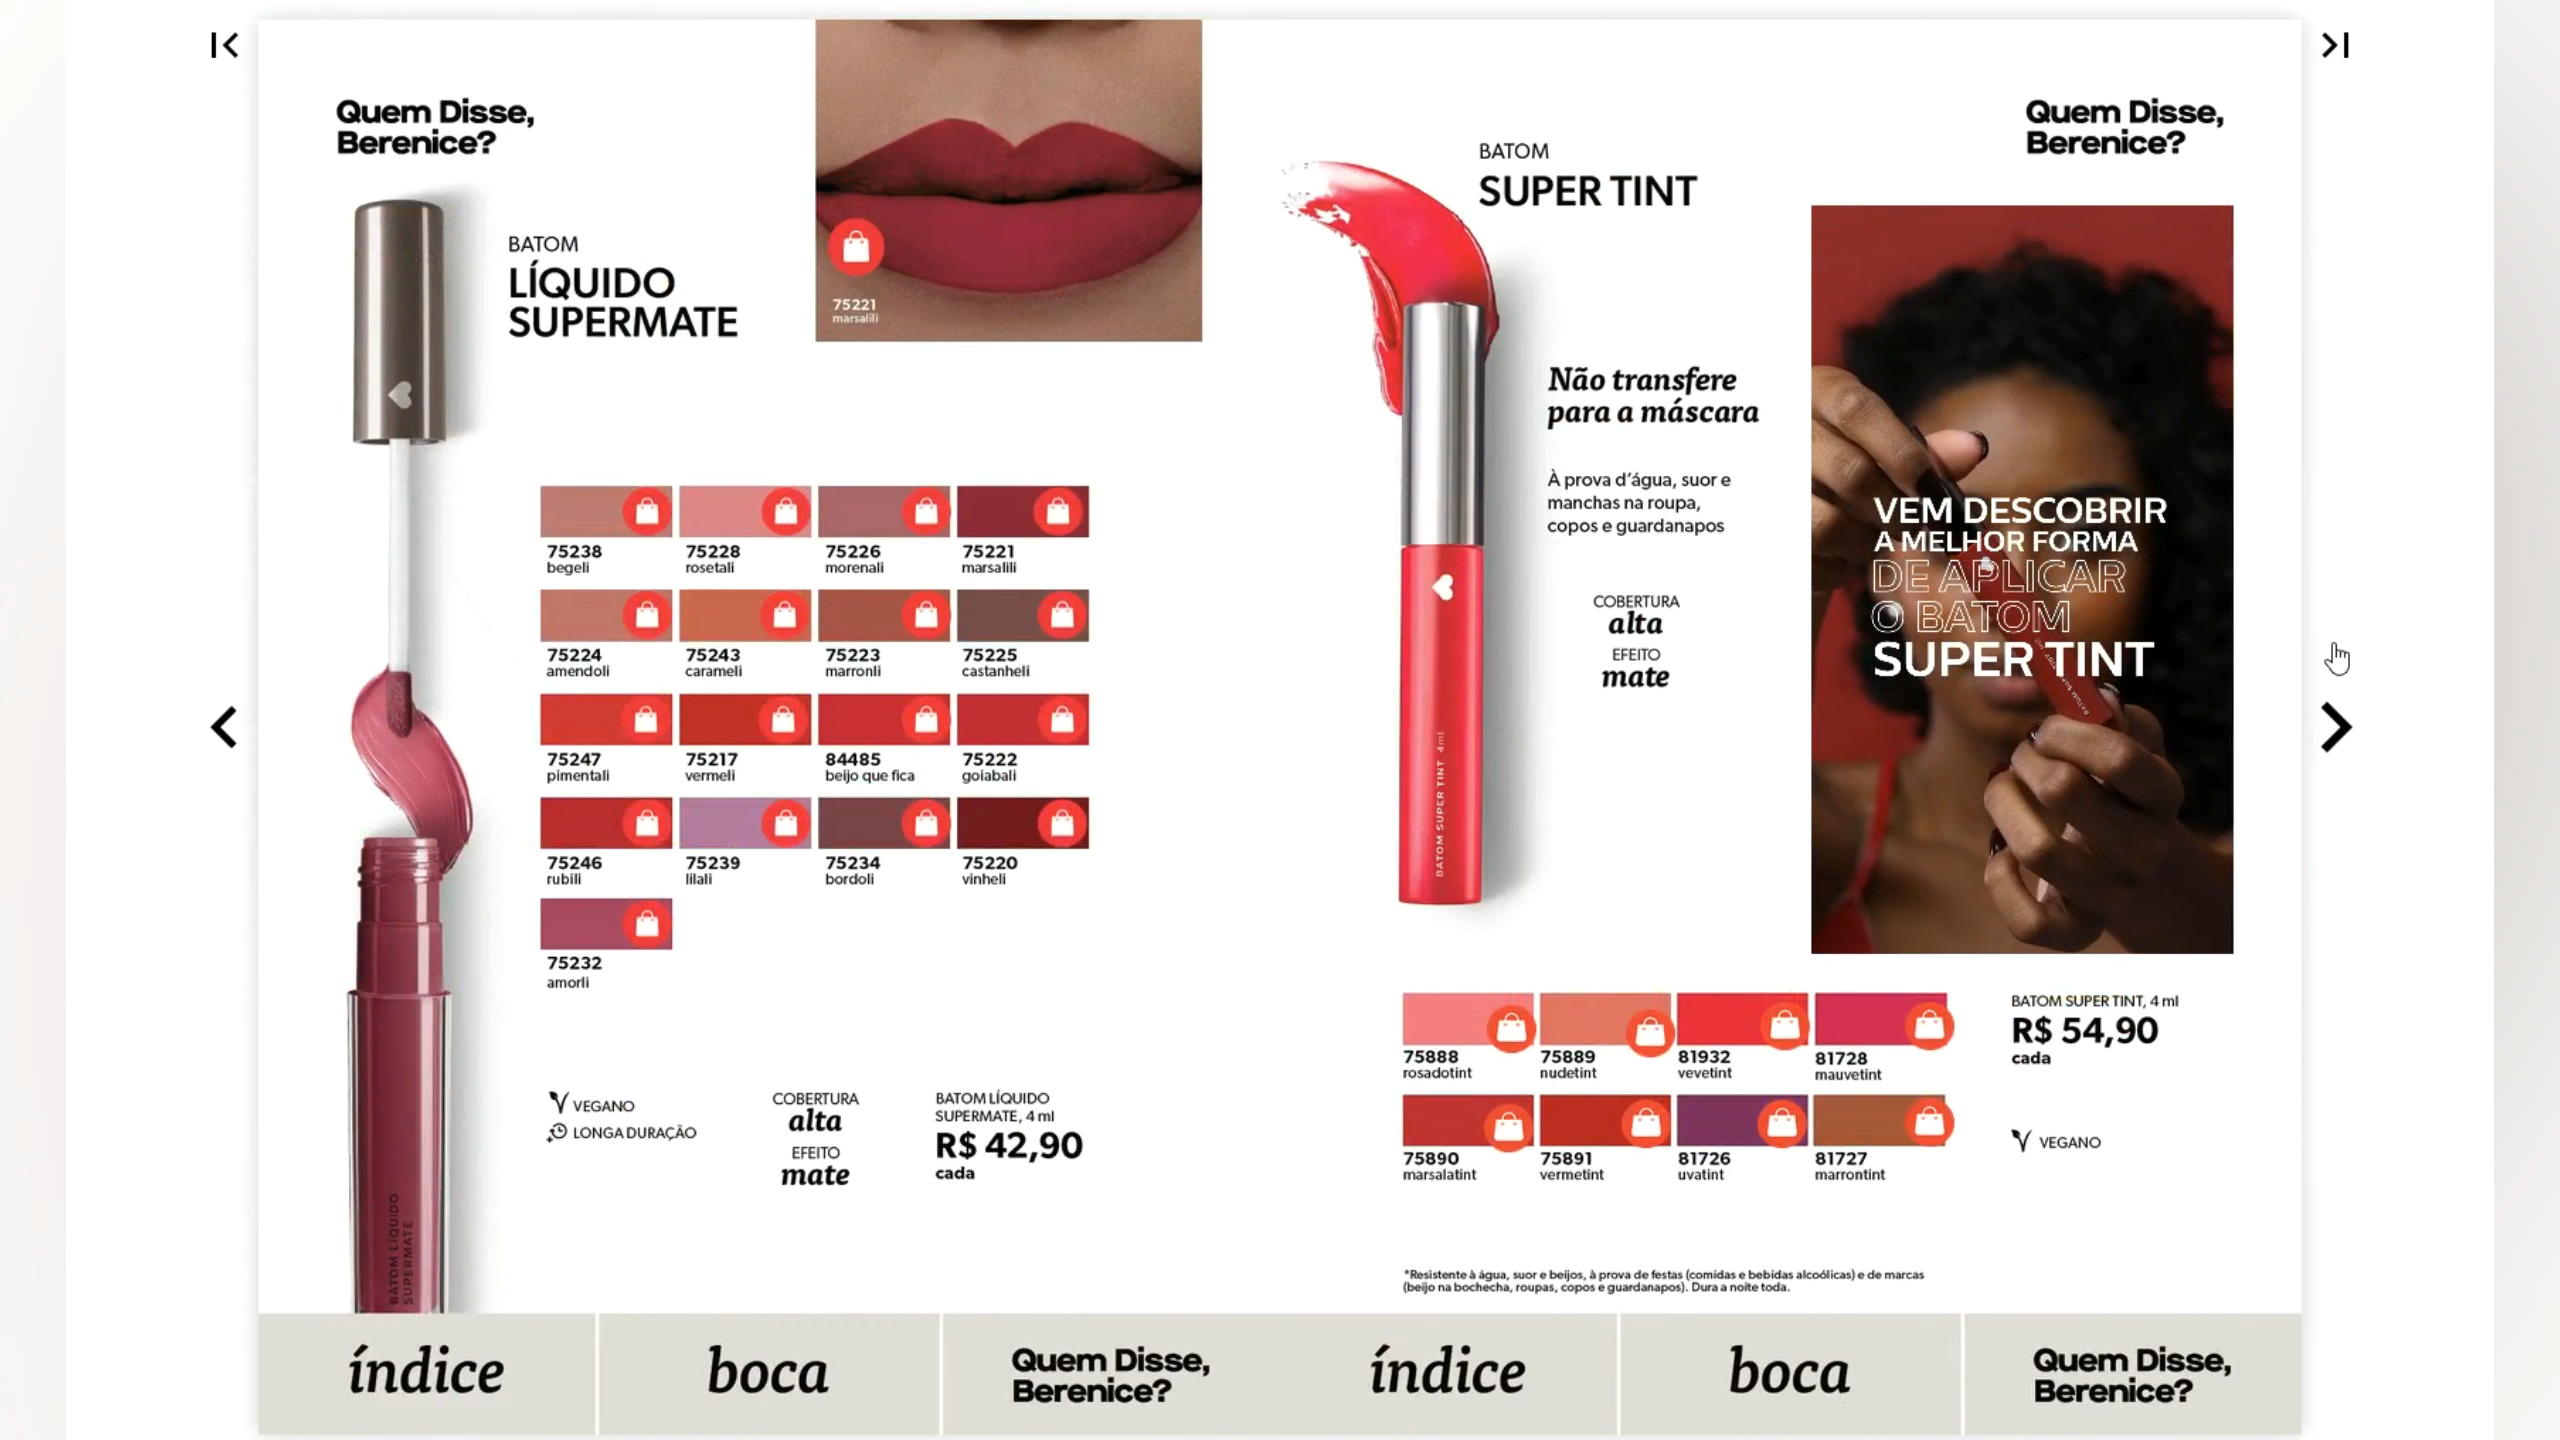 Quem Disse,
Berenice?
BATOM
LÍQUIDO
SUPERMATE
75221
marsalili
75238
begeli
75228
rosetali
75226
morenali
75221
marsalili
75224
amendoli
75243
carameli
75223
marronli
75225
castanheli
75247
pimentali
75217
vermeli
84485
beijo que fica
75222
goiabali
75246
rubili
75239
lilali
75234
bordoli
75220
vinheli
75232
amorli
VEGANO
LONGA DURAÇÃO
COBERTURA
alta
EFEITO
mate
BATOM LÍQUIDO
SUPERMATE, 4 ml
R$ 42,90
cada
BATOM LÍQUIDO
SUPERMATE
Quem Disse,
Berenice?
BATOM
SUPER TINT
Não transfere
para a máscara
À prova d'água, suor e
manchas na roupa,
copos e guardanapos
COBERTURA
alta
EFEITO
mate
BATOM SUPER TINT 4ml
VEM DESCOBRIR
A MELHOR FORMA
DE APLICAR
O BATOM
SUPER TINT
75888
rosadotint
75889
nudetint
81932
vevetint
81728
mauvetint
75890
marsalatint
75891
vermetint
81726
uvatint
81727
marrontint
BATOM SUPER TINT, 4 ml
R$ 54,90
cada
VEGANO
*Resistente à água, suor e beijos, à prova de festas (comidas e bebidas alcoólicas) e de marcas
(beijo na bochecha, roupas, copos e guardanapos). Dura a noite toda.
índice
boca
Quem Disse,
Berenice?
índice
boca
Quem Disse,
Berenice?